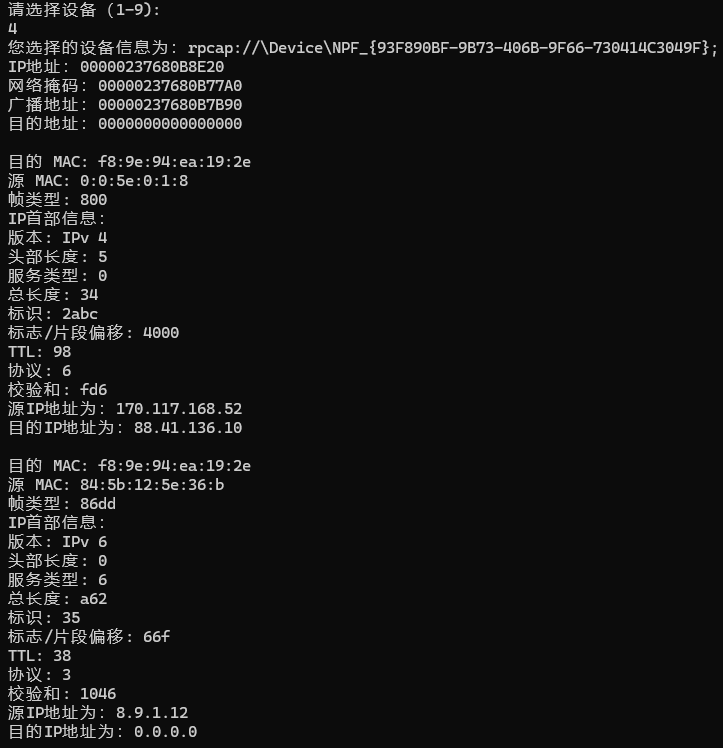 请选择设备 (1-9):
4
您选择的设备信息为: rpcap://\Device\NPF_{93F890BF-9B73-406B-9F66-730414C3049F};
IP地址: 00000237680B8E20
网络掩码: 00000237680B77A0
广播地址: 00000237680B7B90
目的地址: 0000000000000000
目的 MAC: f8:9e:94:ea:19:2e
源 MAC: 0:0:5e:0:1:8
帧类型: 800
IP首部信息:
版本: IPv 4
头部长度: 5
服务类型: 0
总长度: 34
标识: 2abc
标志/片段偏移: 4000
TTL: 98
协议: 6
校验和: fd6
源IP地址为: 170.117.168.52
目的IP地址为: 88.41.136.10
目的 MAC: f8:9e:94:ea:19:2e
源 MAC: 84:5b:12:5e:36:b
帧类型: 86dd
IP首部信息:
版本: IPv 6
头部长度: 0
服务类型: 6
总长度: a62
标识: 35
标志/片段偏移: 66f
TTL: 38
协议: 3
校验和: 1046
源IP地址为: 8.9.1.12
目的IP地址为: 0.0.0.0